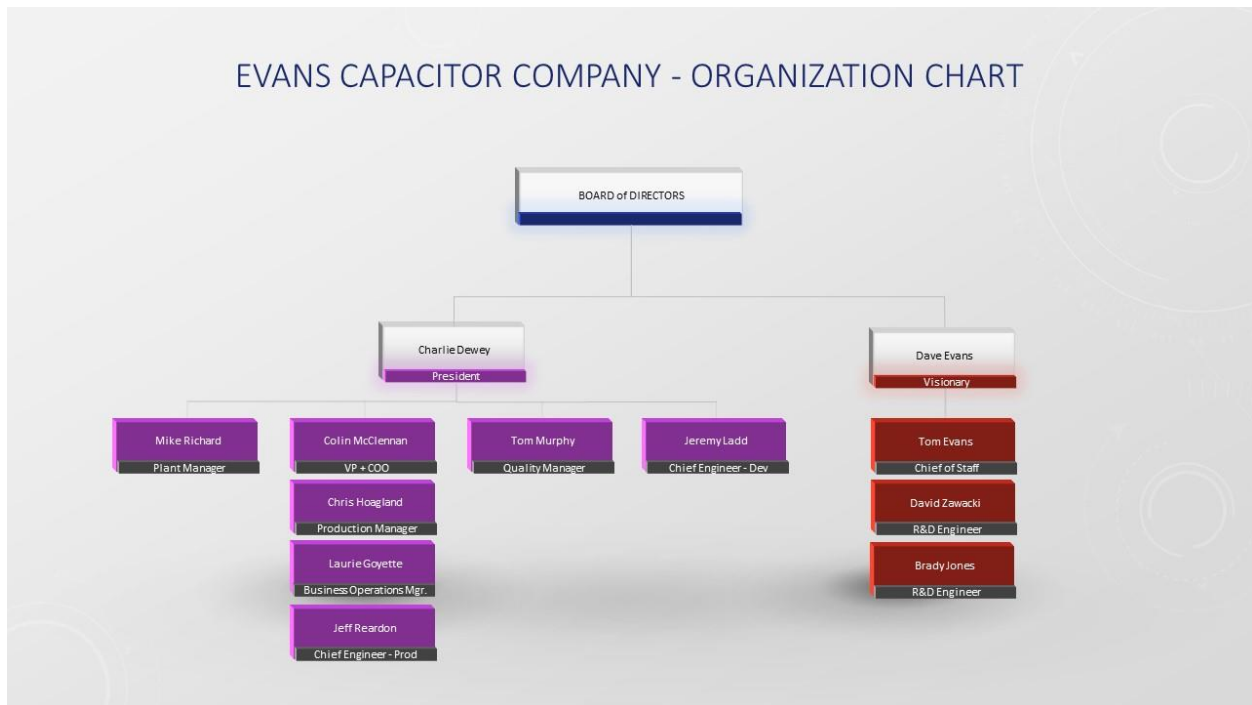 EVANS CAPACITOR COMPANY - ORGANIZATION CHART
BOARD of DIRECTORS
Charlie Dewey
President
Dave Evans
Visionary
Mike Richard
Plant Manager
Colin McClennan
VP + COO
Tom Murphy
Quality Manager
Jeremy Ladd
Chief Engineer - Dev
Tom Evans
Chief of Staff
Chris Hoagland
Production Manager
David Zawacki
R&D Engineer
Laurie Goyette
Business Operations Mgr.
Brady Jones
R&D Engineer
Jeff Reardon
Chief Engineer - Prod